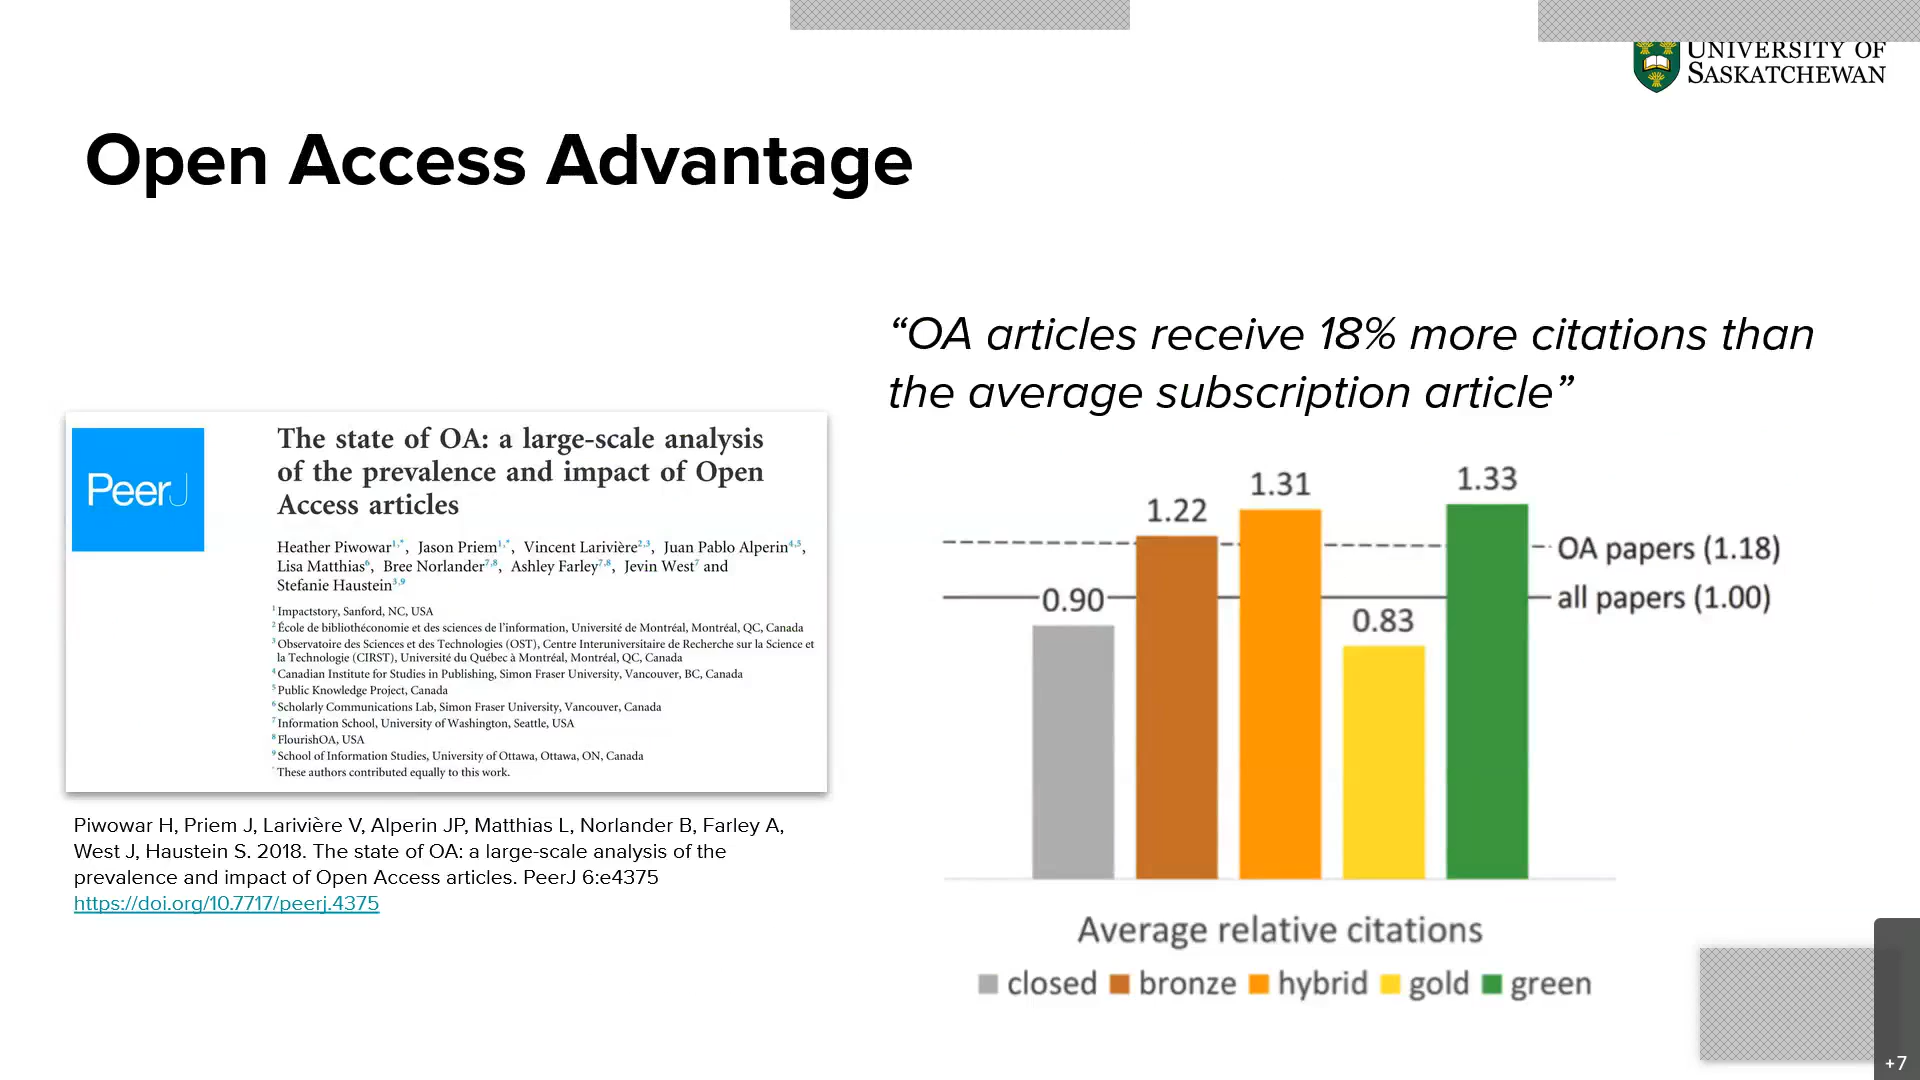 UNIVERSITY OF
SASKATCHEWAN
Open Access Advantage
“OA articles receive 18% more citations than
the average subscription article”
PeerJ
The state of OA: a large-scale analysis
of the prevalence and impact of Open
Access articles
Heather Piwowar1,*, Jason Priem1,*, Vincent Larivière2,3, Juan Pablo Alperin4,5,
Lisa Matthias6, Bree Norlander7,8, Ashley Farley7,8, Jevin West7 and
Stefanie Haustein3,9
1 Impactstory, Sanford, NC, USA
2 École de bibliothéconomie et des sciences de l’information, Université de Montréal, Montréal, QC, Canada
3 Observatoire des Sciences et des Technologies (OST), Centre Interuniversitaire de Recherche sur la Science et
la Technologie (CIRST), Université du Québec à Montréal, Montréal, QC, Canada
4 Canadian Institute for Studies in Publishing, Simon Fraser University, Vancouver, BC, Canada
5 Public Knowledge Project, Canada
6 Scholarly Communications Lab, Simon Fraser University, Vancouver, Canada
7 Information School, University of Washington, Seattle, USA
8 FlourishOA, USA
9 School of Information Studies, University of Ottawa, Ottawa, ON, Canada
* These authors contributed equally to this work.
Piwowar H, Priem J, Larivière V, Alperin JP, Matthias L, Norlander B, Farley A,
West J, Haustein S. 2018. The state of OA: a large-scale analysis of the
prevalence and impact of Open Access articles. PeerJ 6:e4375
https://doi.org/10.7717/peerj.4375
0.90
1.22
1.31
0.83
1.33
OA papers (1.18)
all papers (1.00)
Average relative citations
closed bronze hybrid gold green
+7